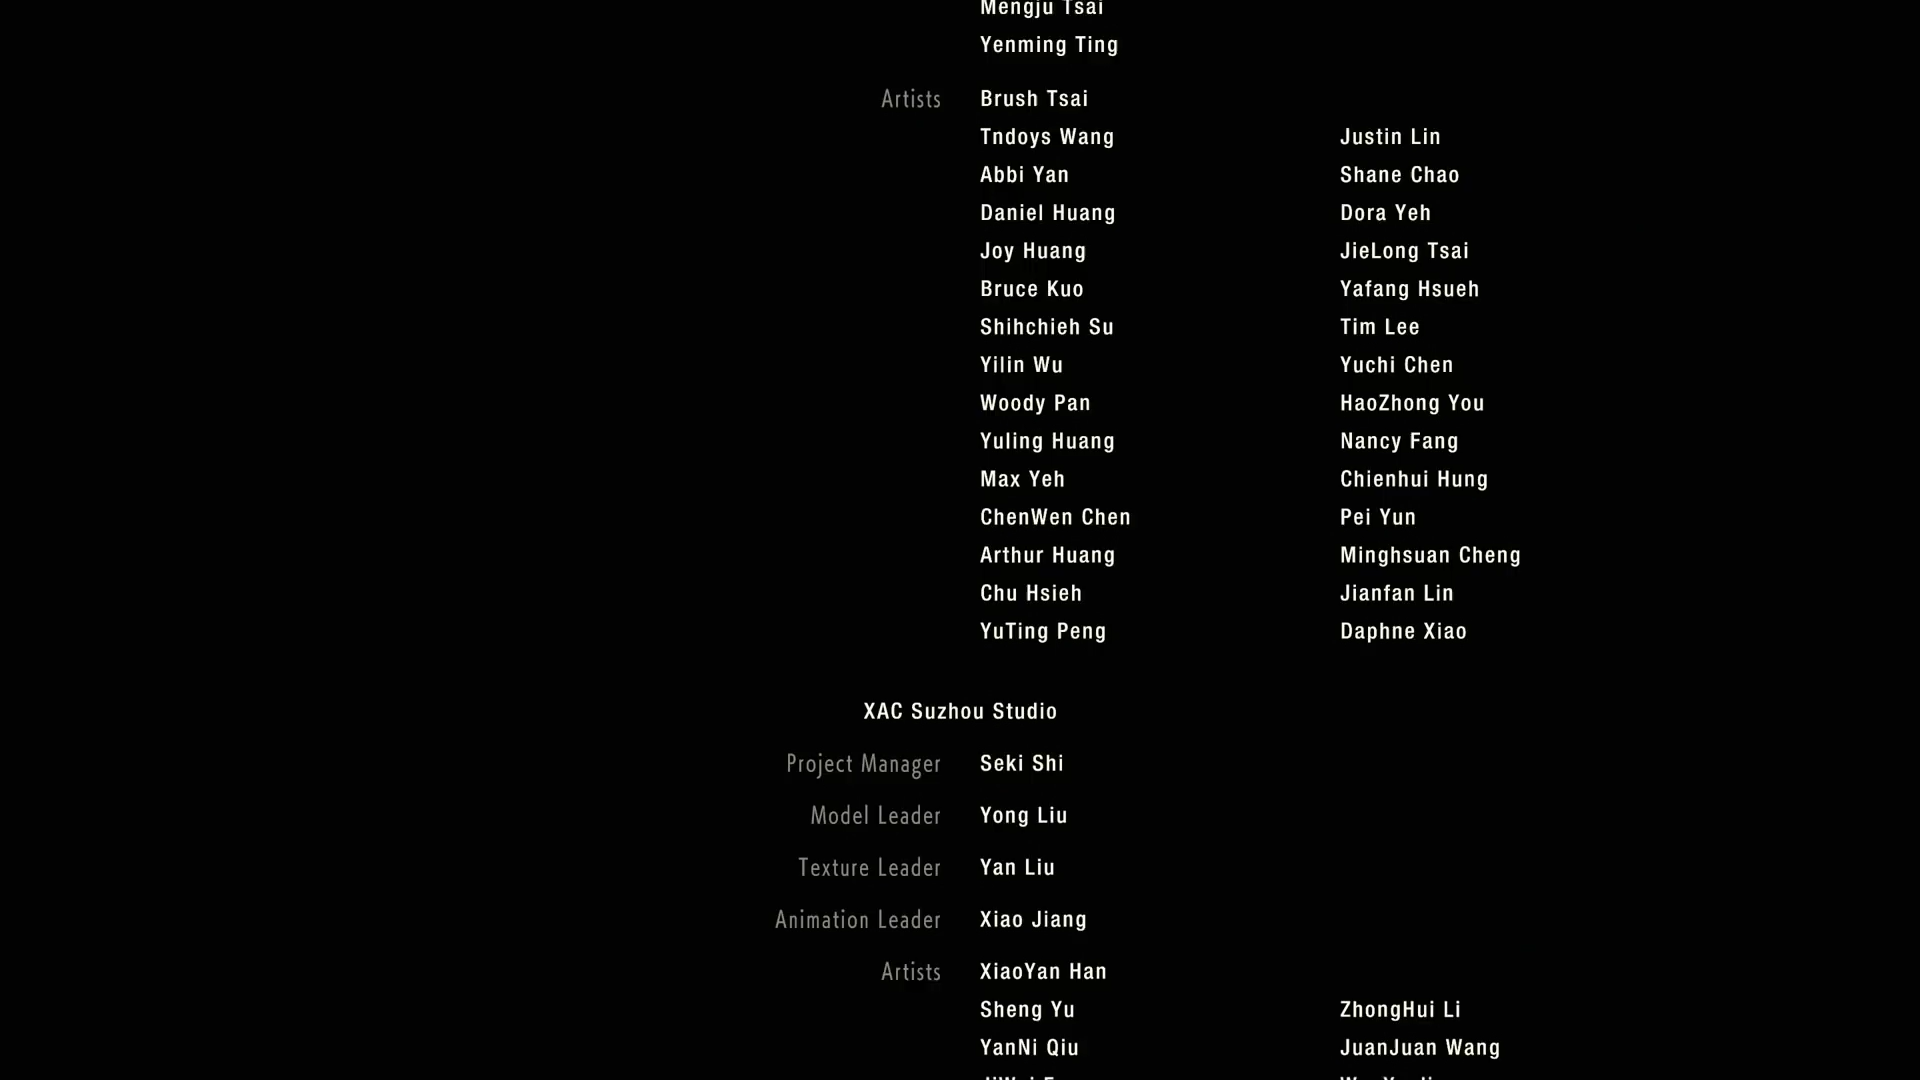 Mengju Tsai
Yenming Ting
Artists Brush Tsai
Tndoys Wang Justin Lin
Abbi Yan Shane Chao
Daniel Huang Dora Yeh
Joy Huang JieLong Tsai
Bruce Kuo Yafang Hsueh
Shihchieh Su Tim Lee
Yilin Wu Yuchi Chen
Woody Pan HaoZhong You
Yuling Huang Nancy Fang
Max Yeh Chienhui Hung
ChenWen Chen Pei Yun
Arthur Huang Minghsuan Cheng
Chu Hsieh Jianfan Lin
YuTing Peng Daphne Xiao
XAC Suzhou Studio
Project Manager Seki Shi
Model Leader Yong Liu
Texture Leader Yan Liu
Animation Leader Xiao Jiang
Artists XiaoYan Han
Sheng Yu ZhongHui Li
YanNi Qiu JuanJuan Wang